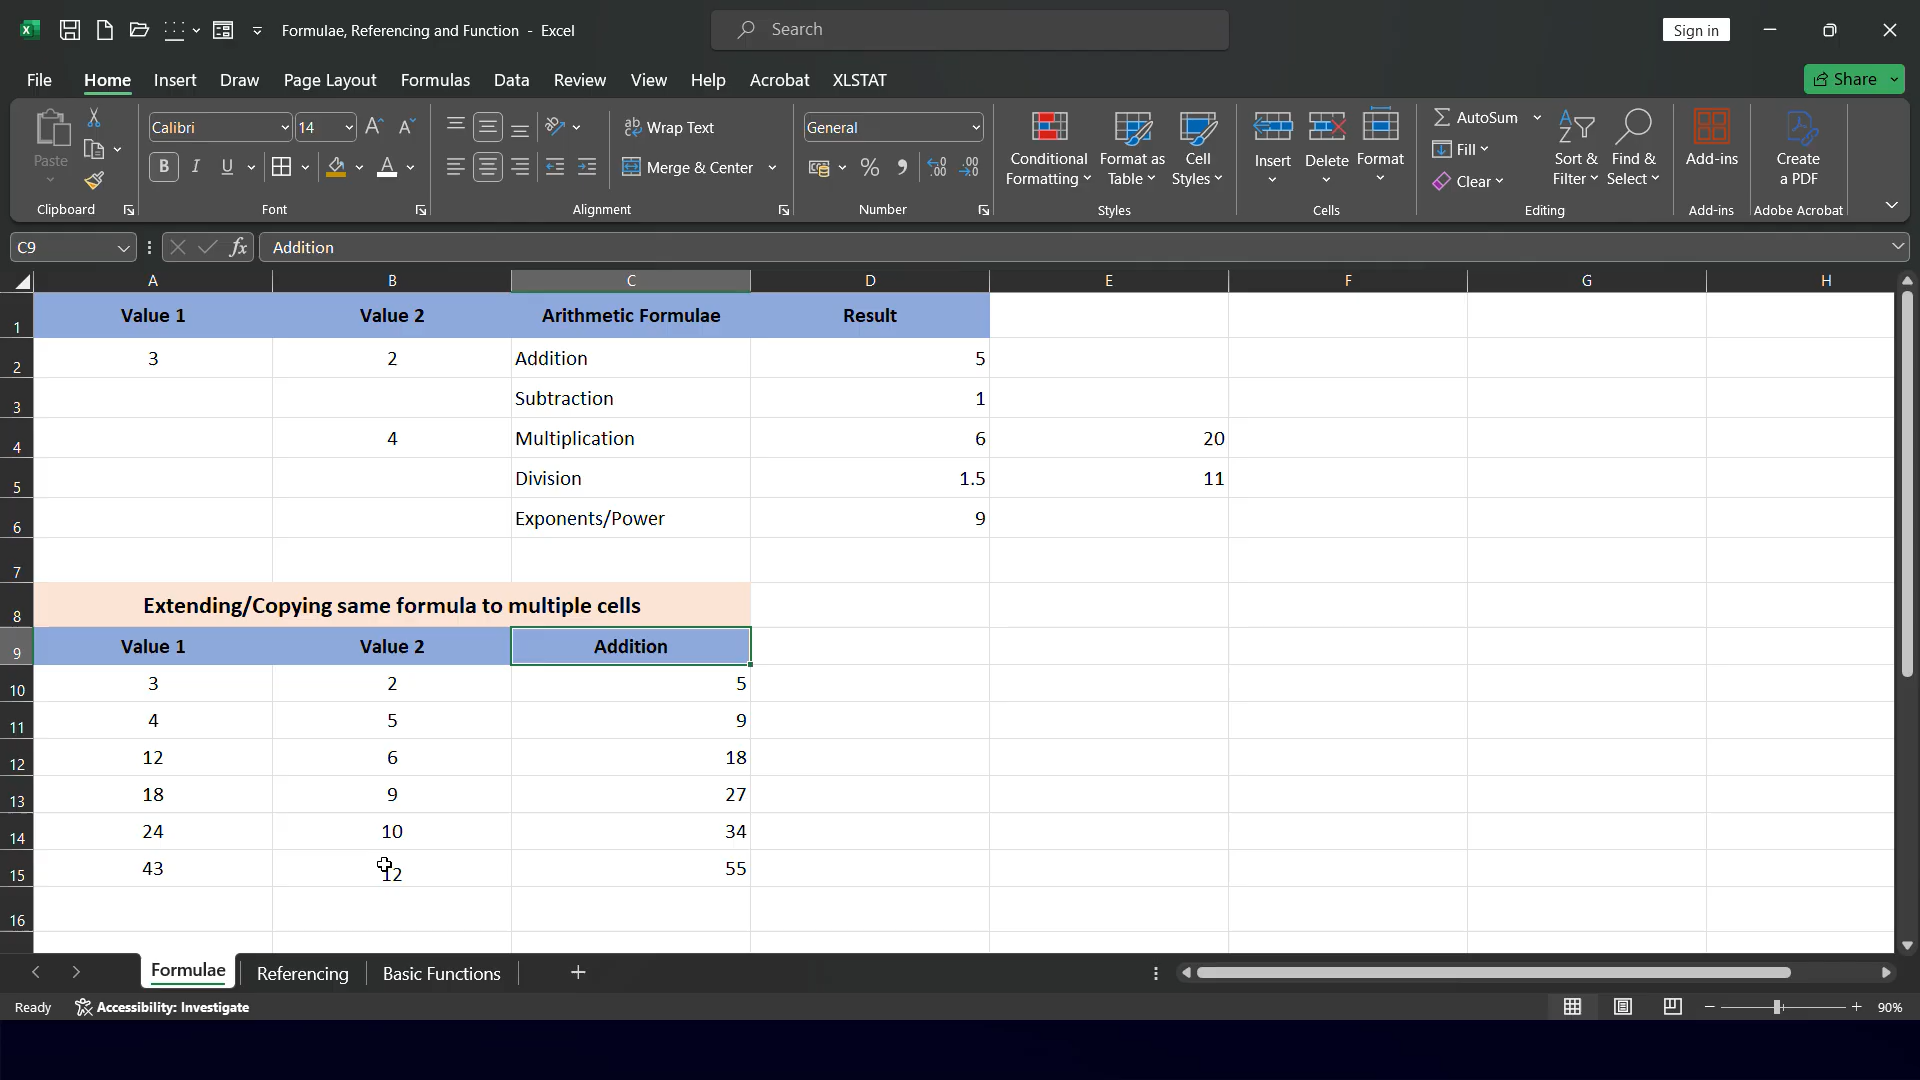 Formulae, Referencing and Function - Excel
Search
Sign in
File Home Insert Draw Page Layout Formulas Data Review View Help Acrobat XLSTAT
Share
Paste
Clipboard
Calibri 14
B I U
Font
Wrap Text
Merge & Center
Alignment
General
Number
Conditional Formatting
Format as Table
Cell Styles
Styles
Insert Delete Format
Cells
AutoSum
Fill
Clear
Sort & Filter
Find & Select
Editing
Add-ins
Add-ins
Create a PDF
Adobe Acrobat
C9 fx Addition
A B C D E F G H
1 Value 1 Value 2 Arithmetic Formulae Result
2 3 2 Addition 5
3 Subtraction 1
4 4 Multiplication 6 20
5 Division 1.5 11
6 Exponents/Power 9
7
8 Extending/Copying same formula to multiple cells
9 Value 1 Value 2 Addition
10 3 2 5
11 4 5 9
12 12 6 18
13 18 9 27
14 24 10 34
15 43 12 55
16
Formulae Referencing Basic Functions
Ready Accessibility: Investigate 90%